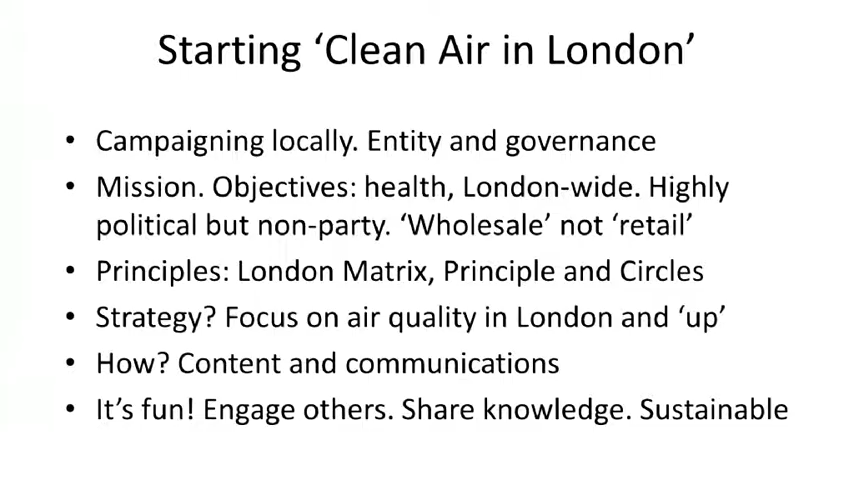 Starting ‘Clean Air in London’
• Campaigning locally. Entity and governance
• Mission. Objectives: health, London-wide. Highly
political but non-party. ‘Wholesale’ not ‘retail’
• Principles: London Matrix, Principle and Circles
• Strategy? Focus on air quality in London and ‘up’
• How? Content and communications
• It’s fun! Engage others. Share knowledge. Sustainable